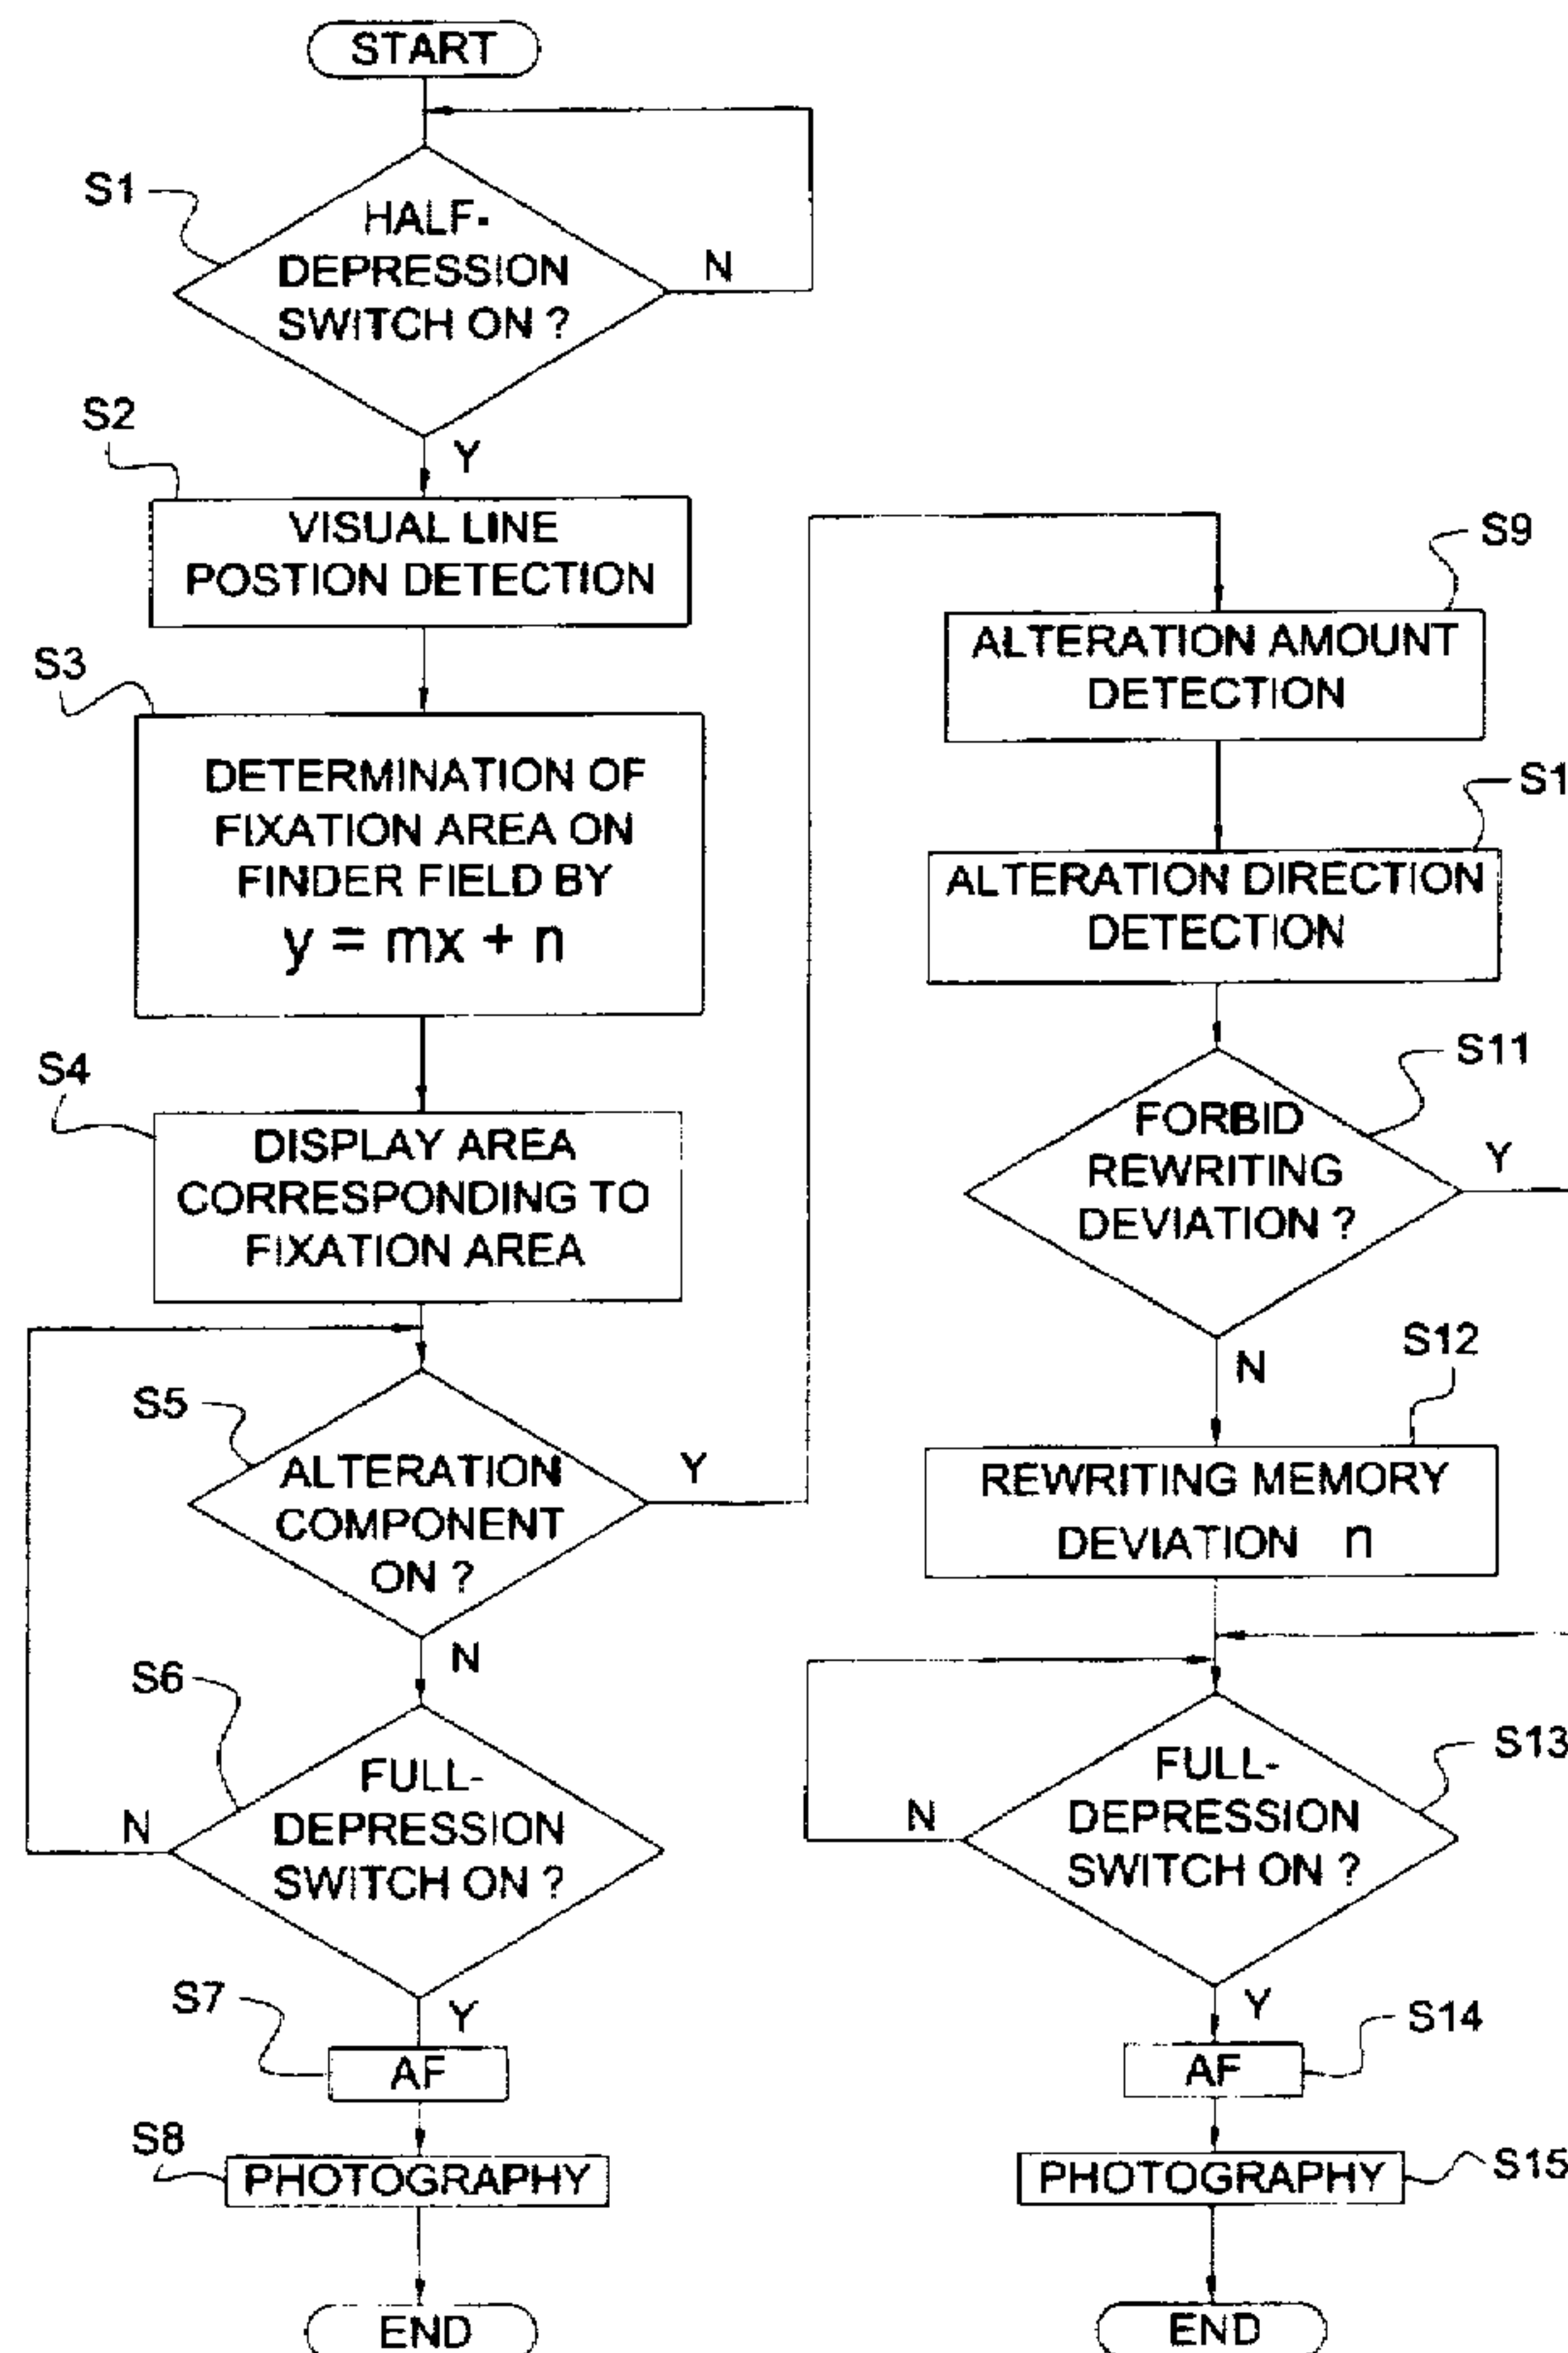 START
S1
HALF-
DEPRESSION
SWITCH ON ?
N
Y
S2
VISUAL LINE
POSTION DETECTION
S3
DETERMINATION OF
FIXATION AREA ON
FINDER FIELD BY
y = mx + n
S4
DISPLAY AREA
CORRESPONDING TO
FIXATION AREA
S5
ALTERATION
COMPONENT
ON ?
Y
N
S6
FULL-
DEPRESSION
SWITCH ON ?
N
Y
S7
AF
S8
PHOTOGRAPHY
END
S9
ALTERATION AMOUNT
DETECTION
S1
ALTERATION DIRECTION
DETECTION
S11
FORBID
REWRITING
DEVIATION ?
Y
N
S12
REWRITING MEMORY
DEVIATION n
S13
FULL-
DEPRESSION
SWITCH ON ?
N
Y
S14
AF
S15
PHOTOGRAPHY
END